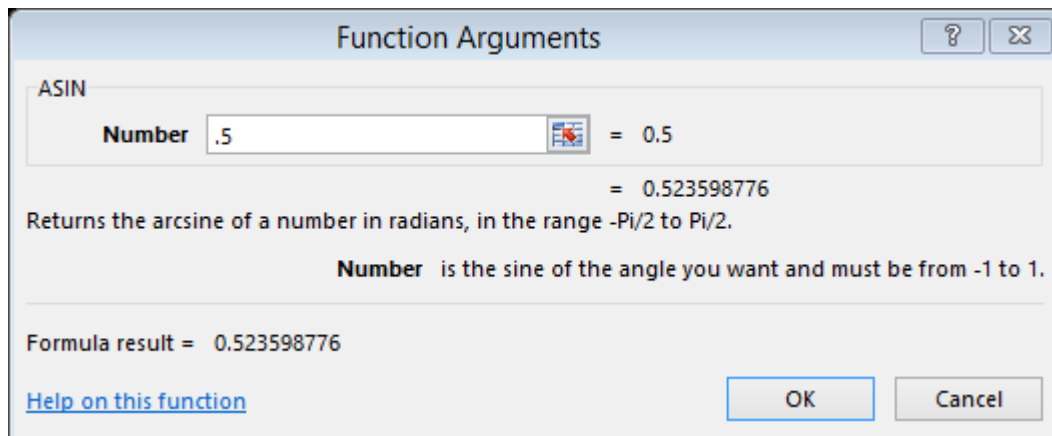 Function Arguments
ASIN
Number .5 = 0.5
= 0.523598776
Returns the arcsine of a number in radians, in the range -Pi/2 to Pi/2.
Number is the sine of the angle you want and must be from -1 to 1.
Formula result = 0.523598776
Help on this function OK Cancel